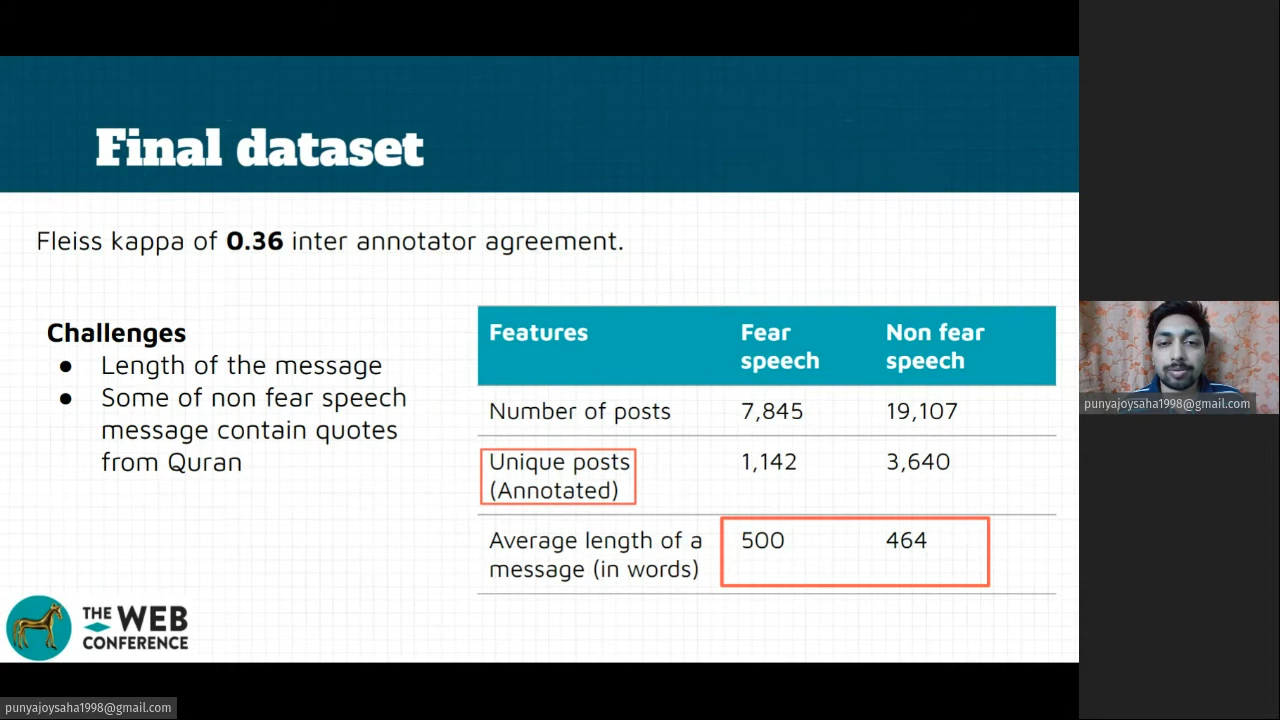 Final dataset
Fleiss kappa of 0.36 inter annotator agreement.
Challenges
● Length of the message
● Some of non fear speech
message contain quotes
from Quran
Features Fear speech Non fear speech
Number of posts 7,845 19,107
Unique posts (Annotated) 1,142 3,640
Average length of a message (in words) 500 464
THE WEB
CONFERENCE
punyajoysaha1998@gmail.com
punyajoysaha1998@gmail.com